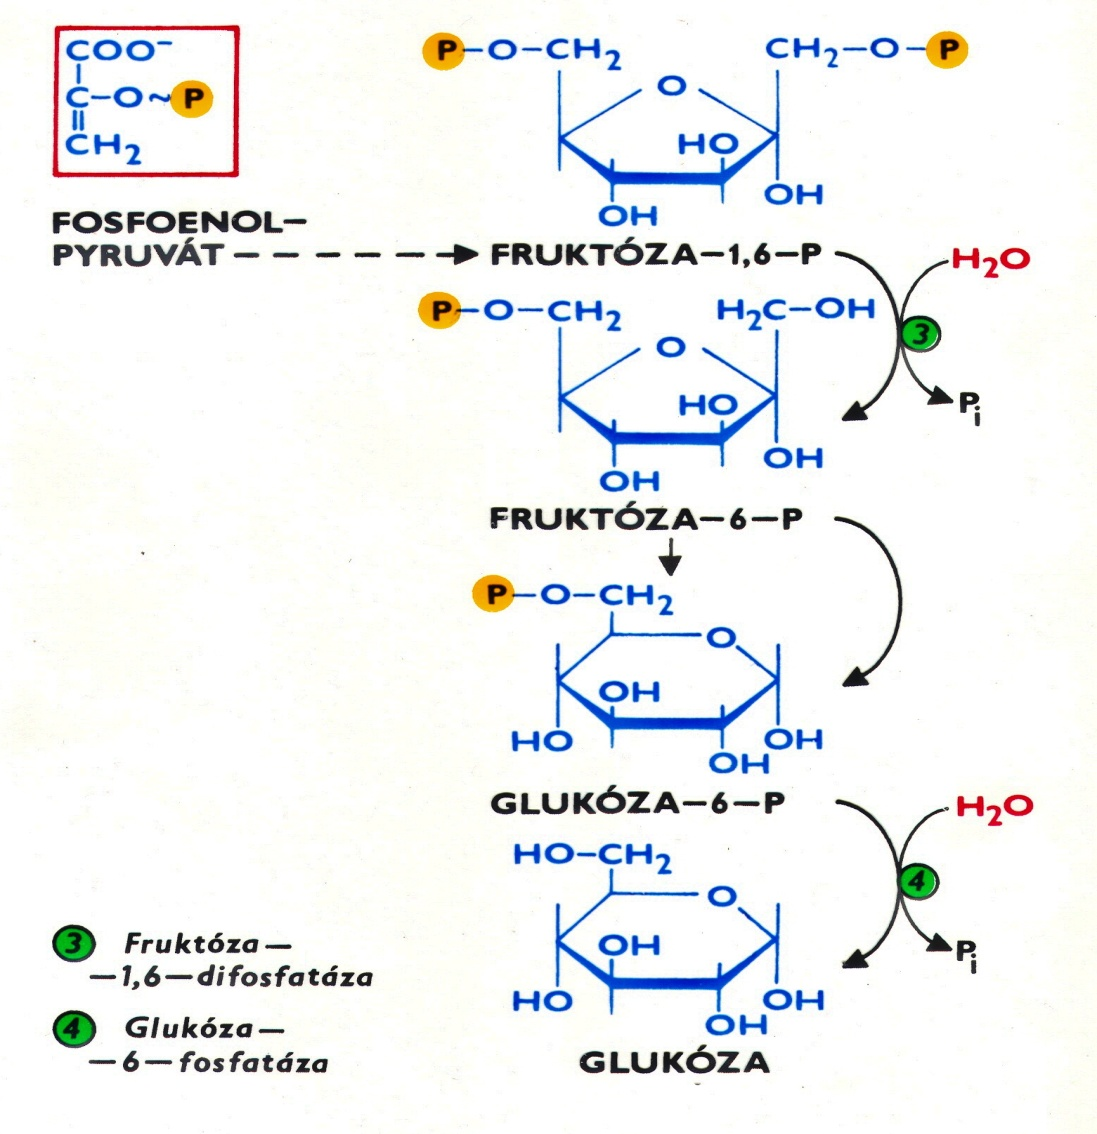 COO⁻
C–O~P
CH₂
P–O–CH₂
CH₂–O–P
O
HO
OH
OH
FOSFOENOL–
PYRUVÁT
FRUKTÓZA–1,6–P
H₂O
3
Pi
P–O–CH₂
H₂C–OH
O
HO
OH
OH
FRUKTÓZA–6–P
P–O–CH₂
O
OH
HO
OH
OH
GLUKÓZA–6–P
H₂O
4
Pi
HO–CH₂
O
OH
HO
OH
OH
GLUKÓZA
3 Fruktóza–
–1,6–difosfatáza
4 Glukóza–
–6–fosfatáza